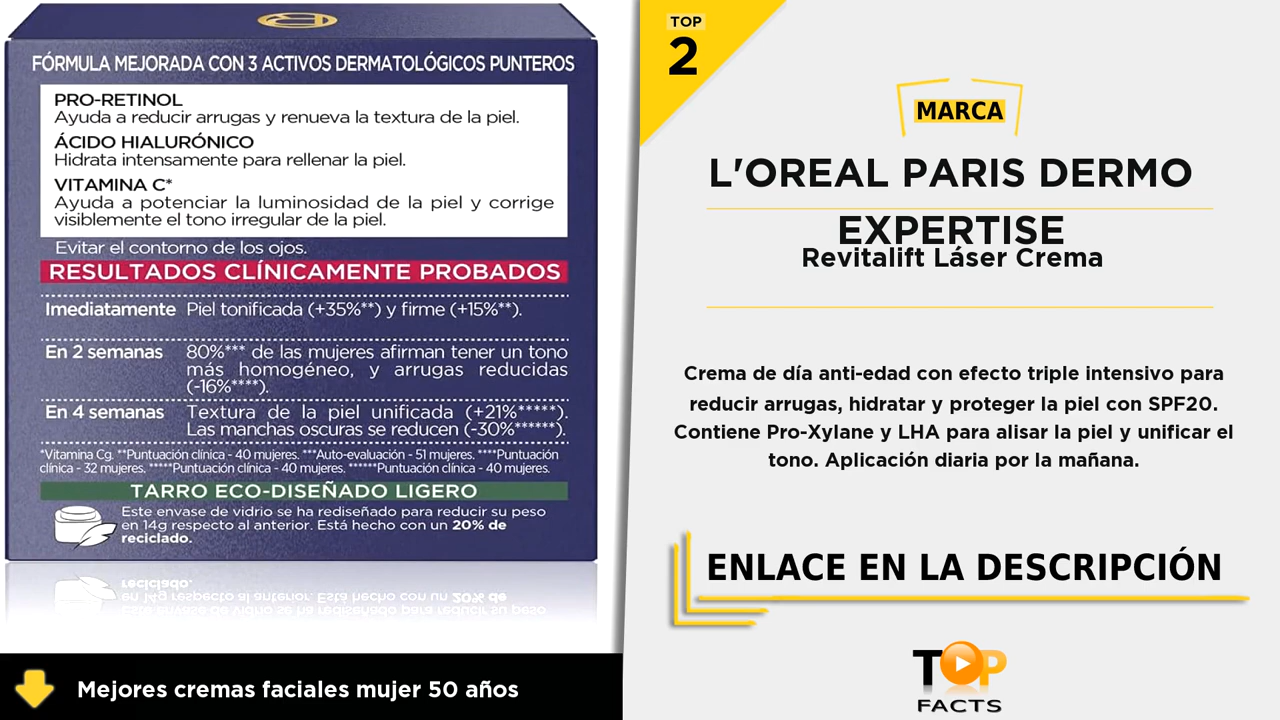 FÓRMULA MEJORADA CON 3 ACTIVOS DERMATOLÓGICOS PUNTEROS
PRO-RETINOL
Ayuda a reducir arrugas y renueva la textura de la piel.
ÁCIDO HIALURÓNICO
Hidrata intensamente para rellenar la piel.
VITAMINA C*
Ayuda a potenciar la luminosidad de la piel y corrige
visiblemente el tono irregular de la piel.
Evitar el contorno de los ojos.
RESULTADOS CLÍNICAMENTE PROBADOS
Imediatamente Piel tonificada (+35%**) y firme (+15%**).
En 2 semanas 80%*** de las mujeres afirman tener un tono
más homogéneo, y arrugas reducidas
(-16%****).
En 4 semanas Textura de la piel unificada (+21%*****).
Las manchas oscuras se reducen (-30%******).
*Vitamina Cg. **Puntuación clínica - 40 mujeres. ***Auto-evaluación - 51 mujeres. ****Puntuación
clínica - 32 mujeres. *****Puntuación clínica - 40 mujeres. ******Puntuación clínica - 40 mujeres.
TARRO ECO-DISEÑADO LIGERO
Este envase de vidrio se ha rediseñado para reducir su peso
en 14g respecto al anterior. Está hecho con un 20% de
reciclado.
Mejores cremas faciales mujer 50 años
TOP
2
MARCA
L'OREAL PARIS DERMO
EXPERTISE
Revitalift Láser Crema
Crema de día anti-edad con efecto triple intensivo para
reducir arrugas, hidratar y proteger la piel con SPF20.
Contiene Pro-Xylane y LHA para alisar la piel y unificar el
tono. Aplicación diaria por la mañana.
ENLACE EN LA DESCRIPCIÓN
TOP
FACTS